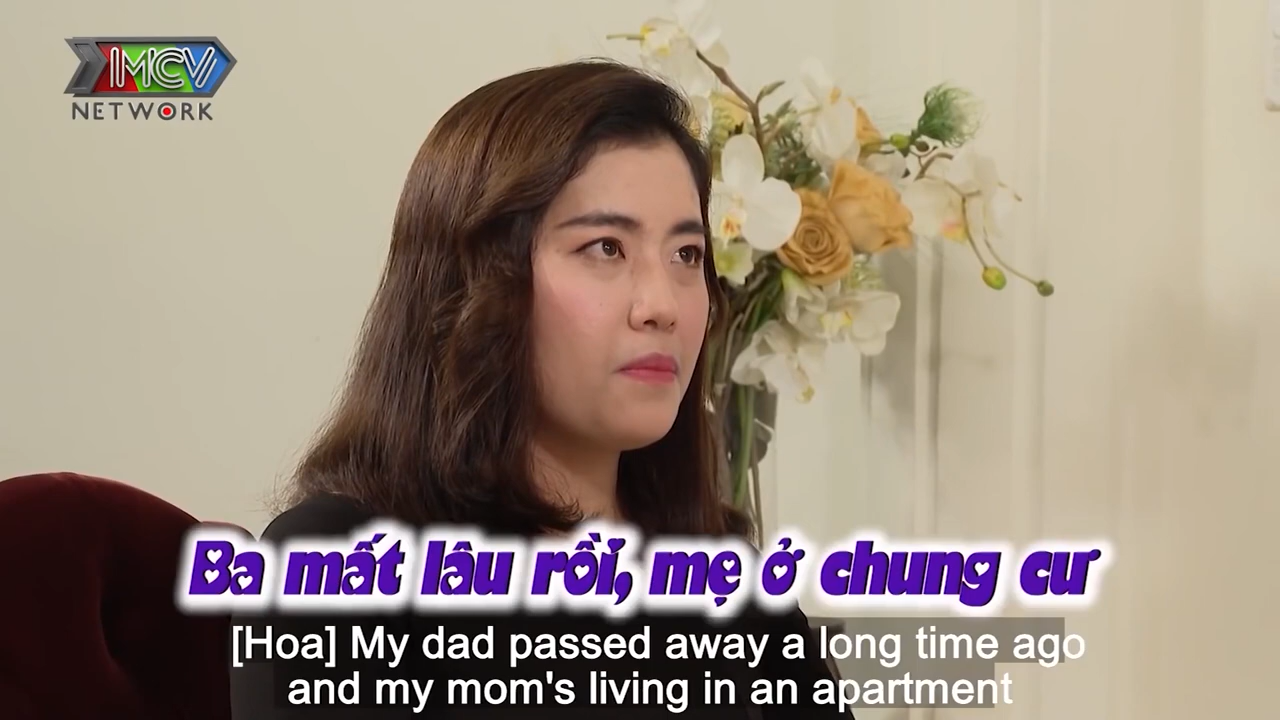 MCV
NETWORK
Ba mất lâu rồi, mẹ ở chung cư
[Hoa] My dad passed away a long time ago
and my mom's living in an apartment